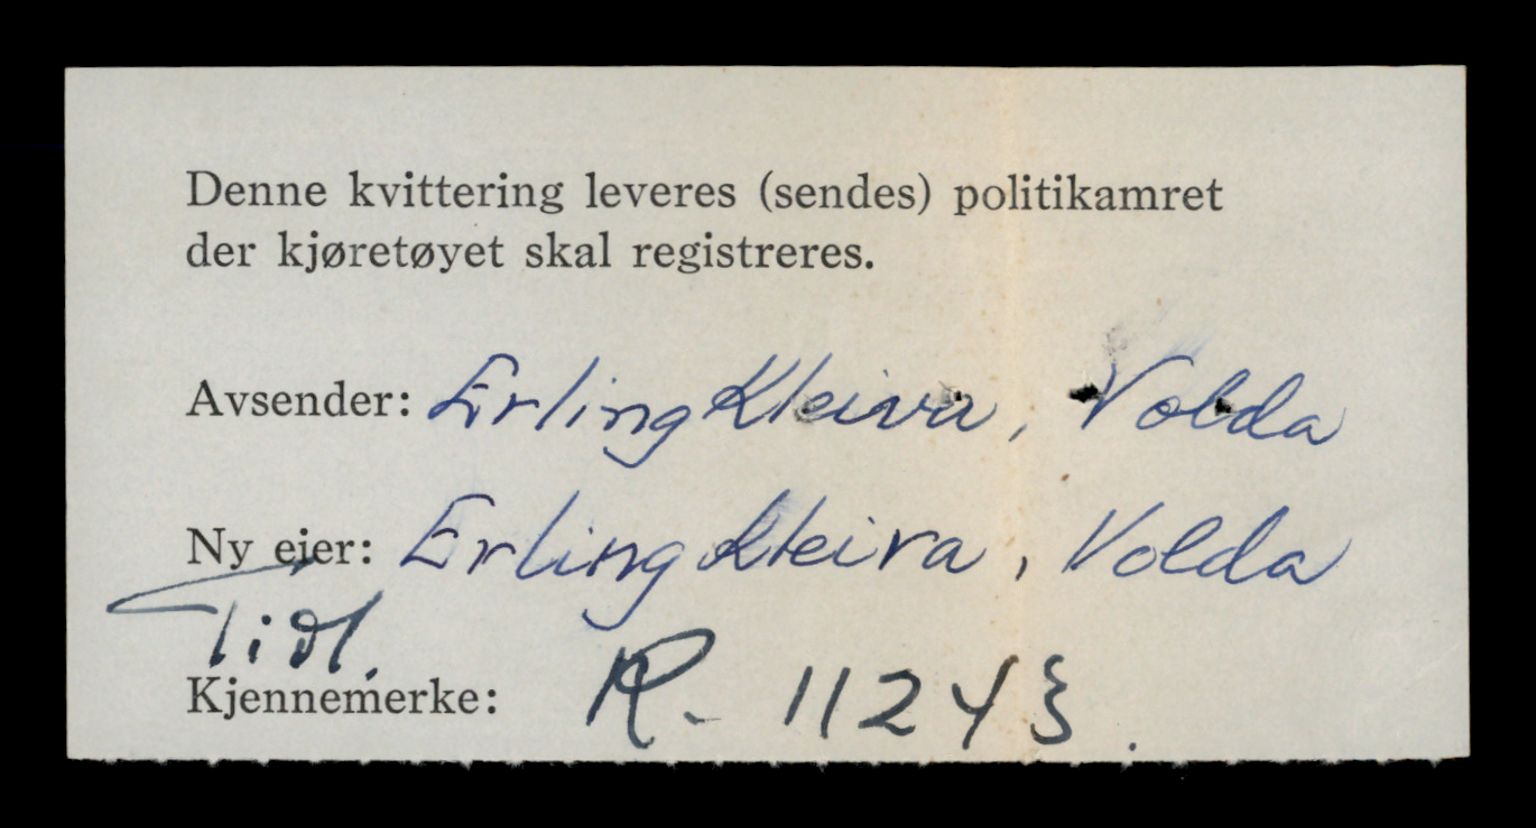 Denne kvittering leveres (sendes) politikamret
der kjøretøyet skal registreres.
Avsender: Erling Kleiva, Volda
Ny eier: Erling Kleiva, Volda
Tidl.
Kjennemerke: R- 11243.